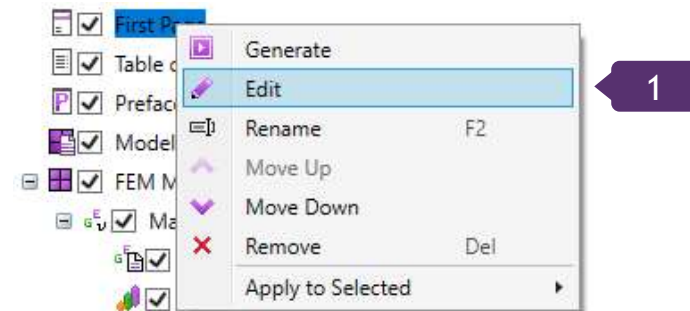 First
Generate
Table
Edit
1
Preface
Rename F2
Model
Move Up
FEM M
Move Down
Ma
Remove Del
Apply to Selected